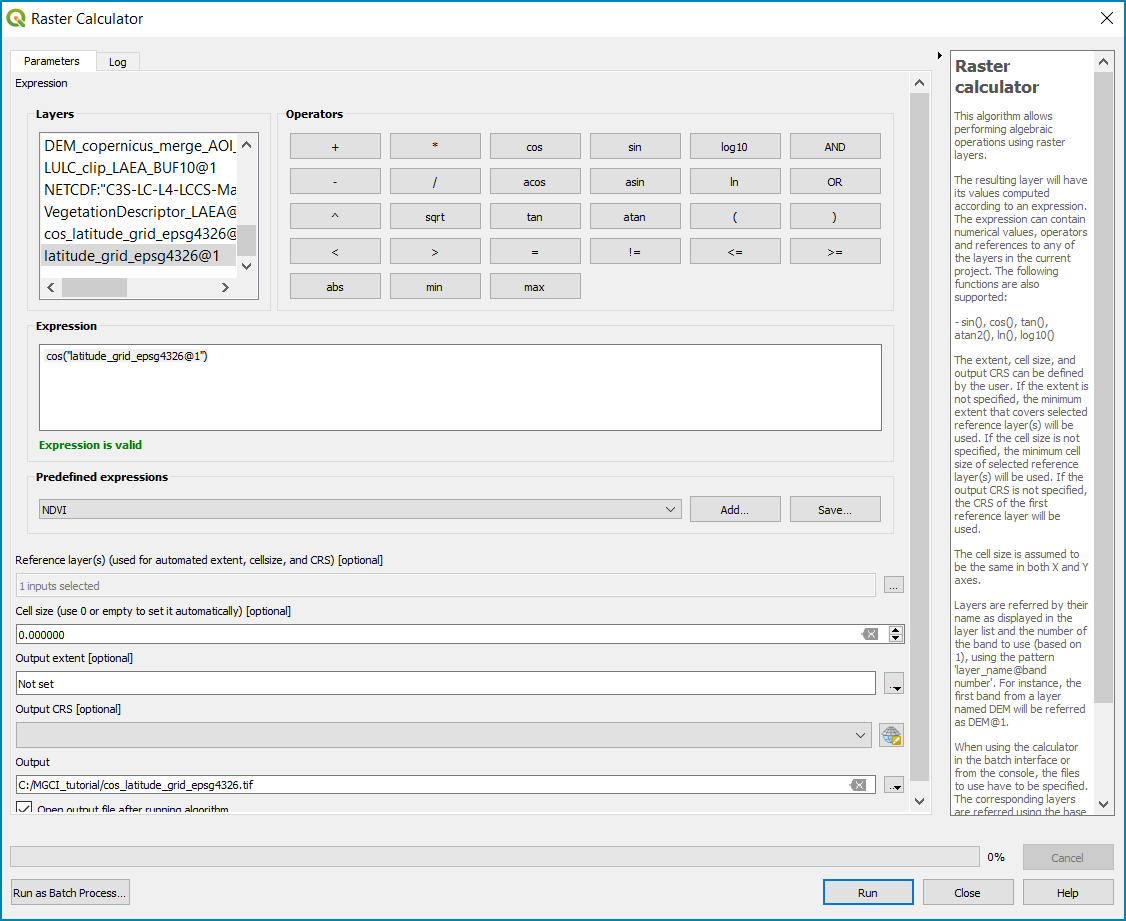 Raster Calculator
Parameters
Log
Expression
Layers
DEM_copernicus_merge_AOI_
LULC_clip_LAEA_BUF10@1
NETCDF:"C3S-LC-L4-LCCS-Ma
VegetationDescriptor_LAEA@
cos_latitude_grid_epsg4326@
latitude_grid_epsg4326@1
Operators
+ * cos sin log10 AND
- / acos asin ln OR
^ sqrt tan atan ( )
< > = != <= >=
abs min max
Expression
cos("latitude_grid_epsg4326@1")
Expression is valid
Predefined expressions
NDVI
Add...
Save...
Reference layer(s) (used for automated extent, cellsize, and CRS) [optional]
1 inputs selected
...
Cell size (use 0 or empty to set it automatically) [optional]
0.000000
Output extent [optional]
Not set
Output CRS [optional]
Output
C:/MGCI_tutorial/cos_latitude_grid_epsg4326.tif
Open output file after running algorithm
Raster
calculator
This algorithm allows
performing algebraic
operations using raster
layers.
The resulting layer will have
its values computed
according to an expression.
The expression can contain
numerical values, operators
and references to any of
the layers in the current
project. The following
functions are also
supported:
- sin(), cos(), tan(),
atan2(), ln(), log10()
The extent, cell size, and
output CRS can be defined
by the user. If the extent is
not specified, the minimum
extent that covers selected
reference layer(s) will be
used. If the cell size is not
specified, the minimum cell
size of selected reference
layer(s) will be used. If the
output CRS is not specified,
the CRS of the first
reference layer will be
used.
The cell size is assumed to
be the same in both X and Y
axes.
Layers are referred by their
name as displayed in the
layer list and the number of
the band to use (based on
1), using the pattern
'layer_name@band
number'. For instance, the
first band from a layer
named DEM will be referred
as DEM@1.
When using the calculator
in the batch interface or
from the console, the files
to use have to be specified.
The corresponding layers
are referred using the base
0%
Cancel
Run as Batch Process...
Run
Close
Help